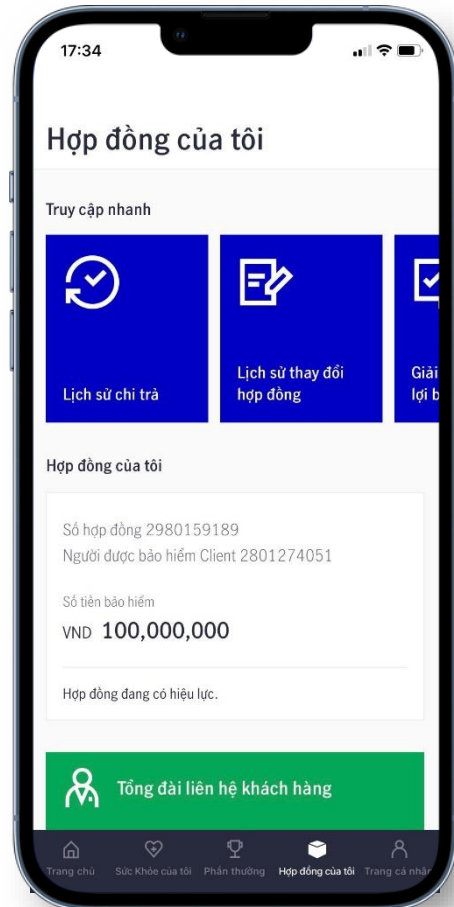 17:34
Hợp đồng của tôi
Truy cập nhanh
Lịch sử chi trả
Lịch sử thay đổi
hợp đồng
Giải
lợi b
Hợp đồng của tôi
Số hợp đồng 2980159189
Người được bảo hiểm Client 2801274051
Số tiền bảo hiểm
VND 100,000,000
Hợp đồng đang có hiệu lực.
Tổng đài liên hệ khách hàng
Trang chủ Sức Khỏe của tôi Phần thưởng Hợp đồng của tôi Trang cá nhân